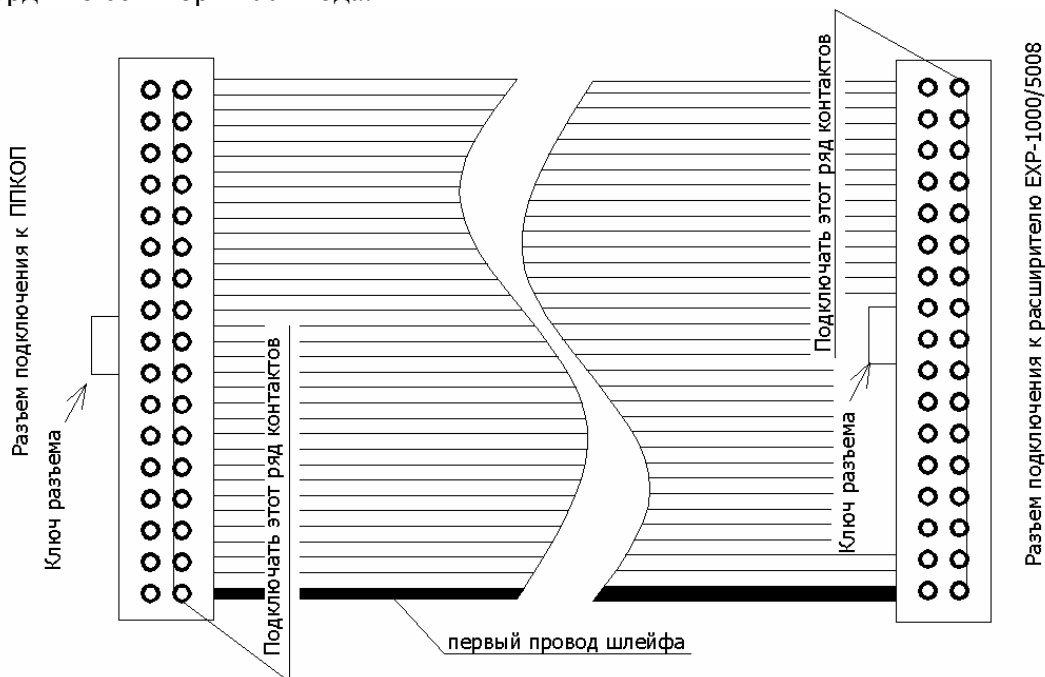 Разъем подключения к ППКОП
Ключ разъема
Подключать этот ряд контактов
первый провод шлейфа
Подключать этот ряд контактов
Ключ разъема
Разъем подключения к расширителю EXP-1000/5008